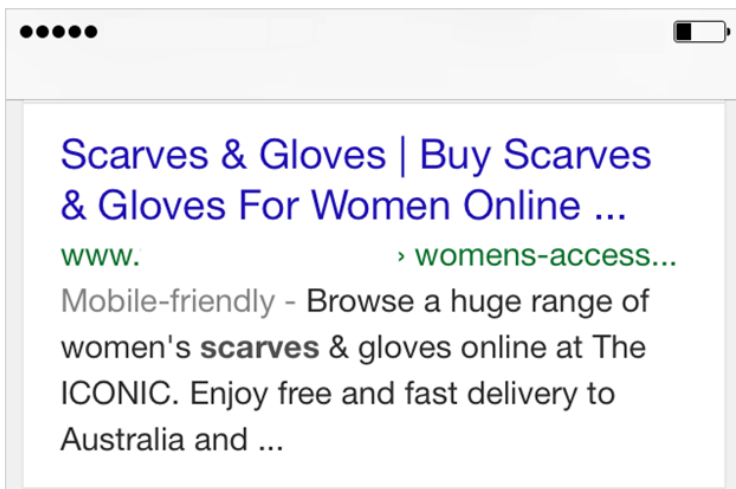 Scarves & Gloves | Buy Scarves
& Gloves For Women Online ...
www. › womens-access...
Mobile-friendly - Browse a huge range of
women's scarves & gloves online at The
ICONIC. Enjoy free and fast delivery to
Australia and ...